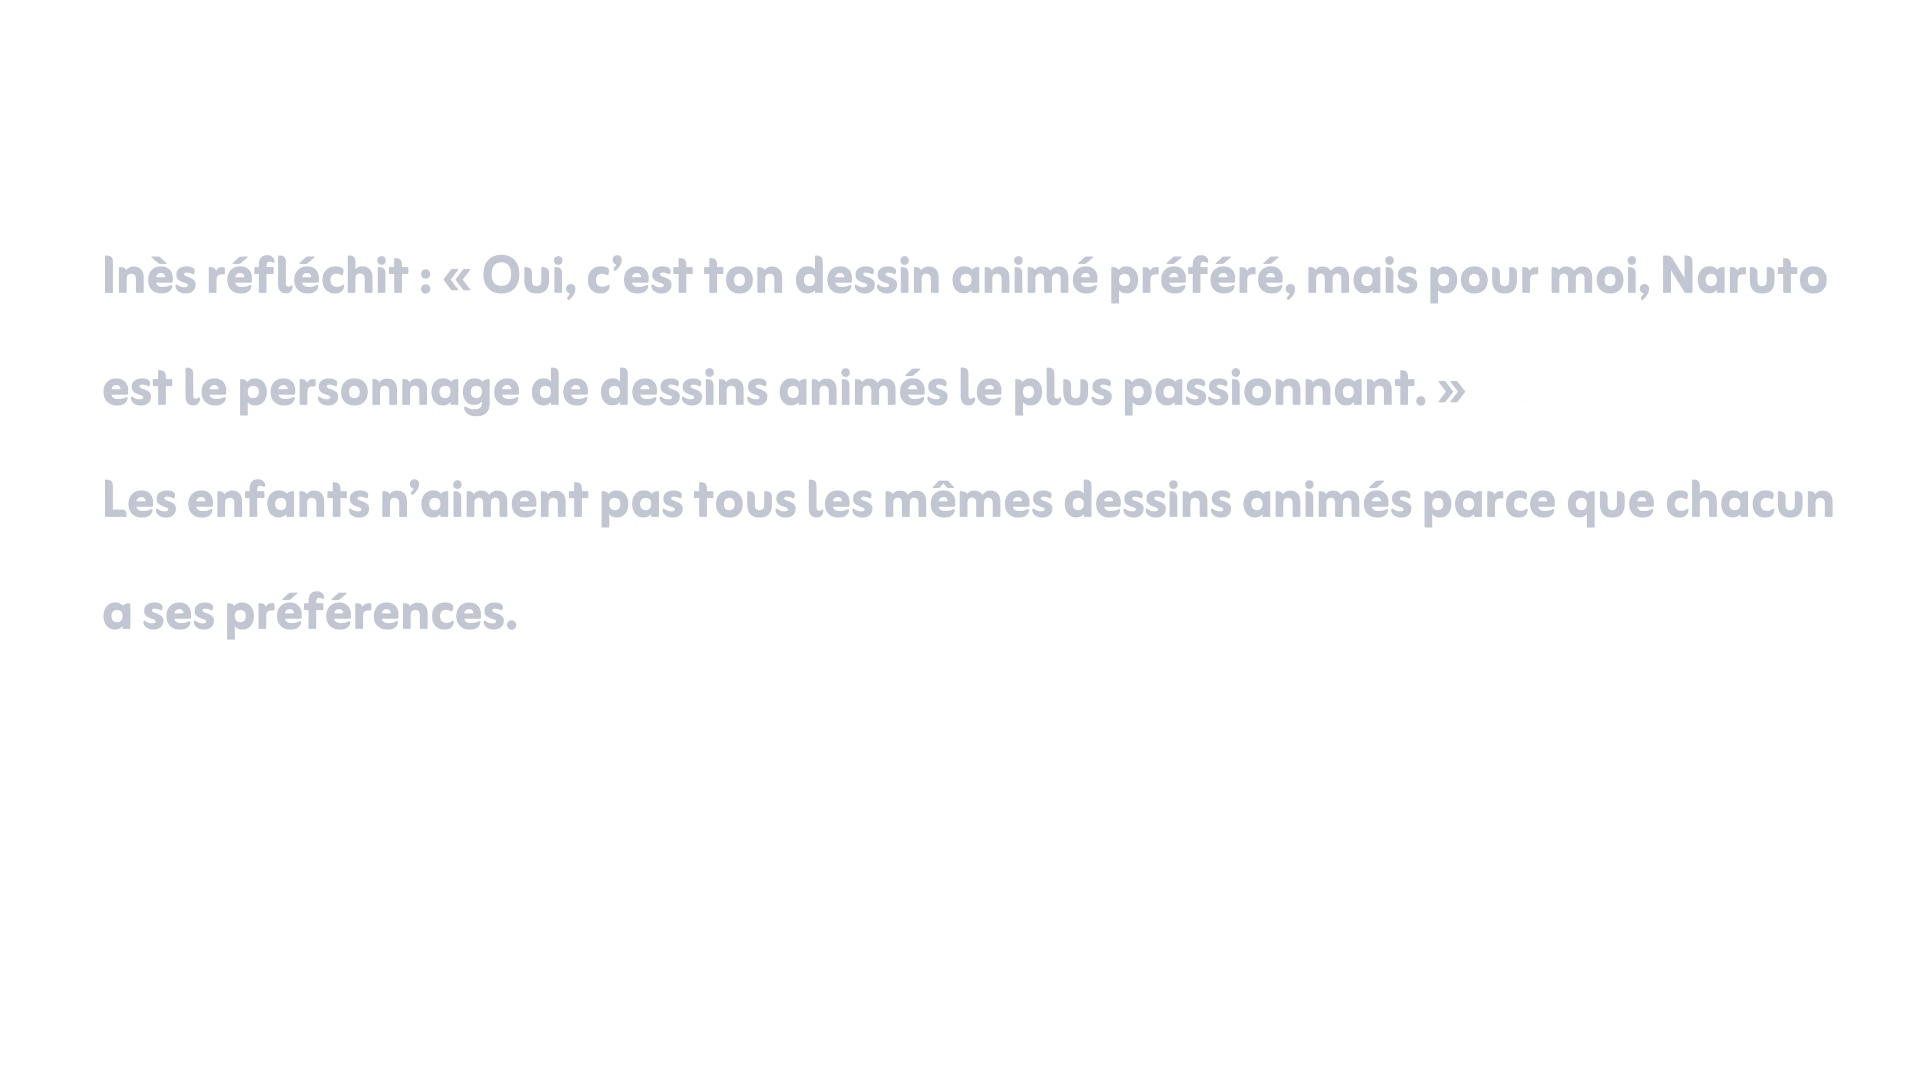 Inès réfléchit : « Oui, c’est ton dessin animé préféré, mais pour moi, Naruto
est le personnage de dessins animés le plus passionnant. »
Les enfants n’aiment pas tous les mêmes dessins animés parce que chacun
a ses préférences.